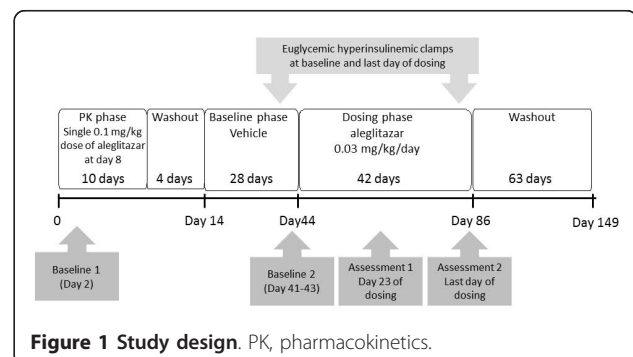 Euglycemic hyperinsulinemic clamps
at baseline and last day of dosing
PK phase
Single 0.1 mg/kg
dose of aleglitazar
at day 8
10 days
Washout
4 days
Baseline phase
Vehicle
28 days
Dosing phase
aleglitazar
0.03 mg/kg/day
42 days
Washout
63 days
0
Day 14
Day44
Day 86
Day 149
Baseline 1
(Day 2)
Baseline 2
(Day 41-43)
Assessment 1
Day 23 of
dosing
Assessment 2
Last day of
dosing
Figure 1 Study design. PK, pharmacokinetics.